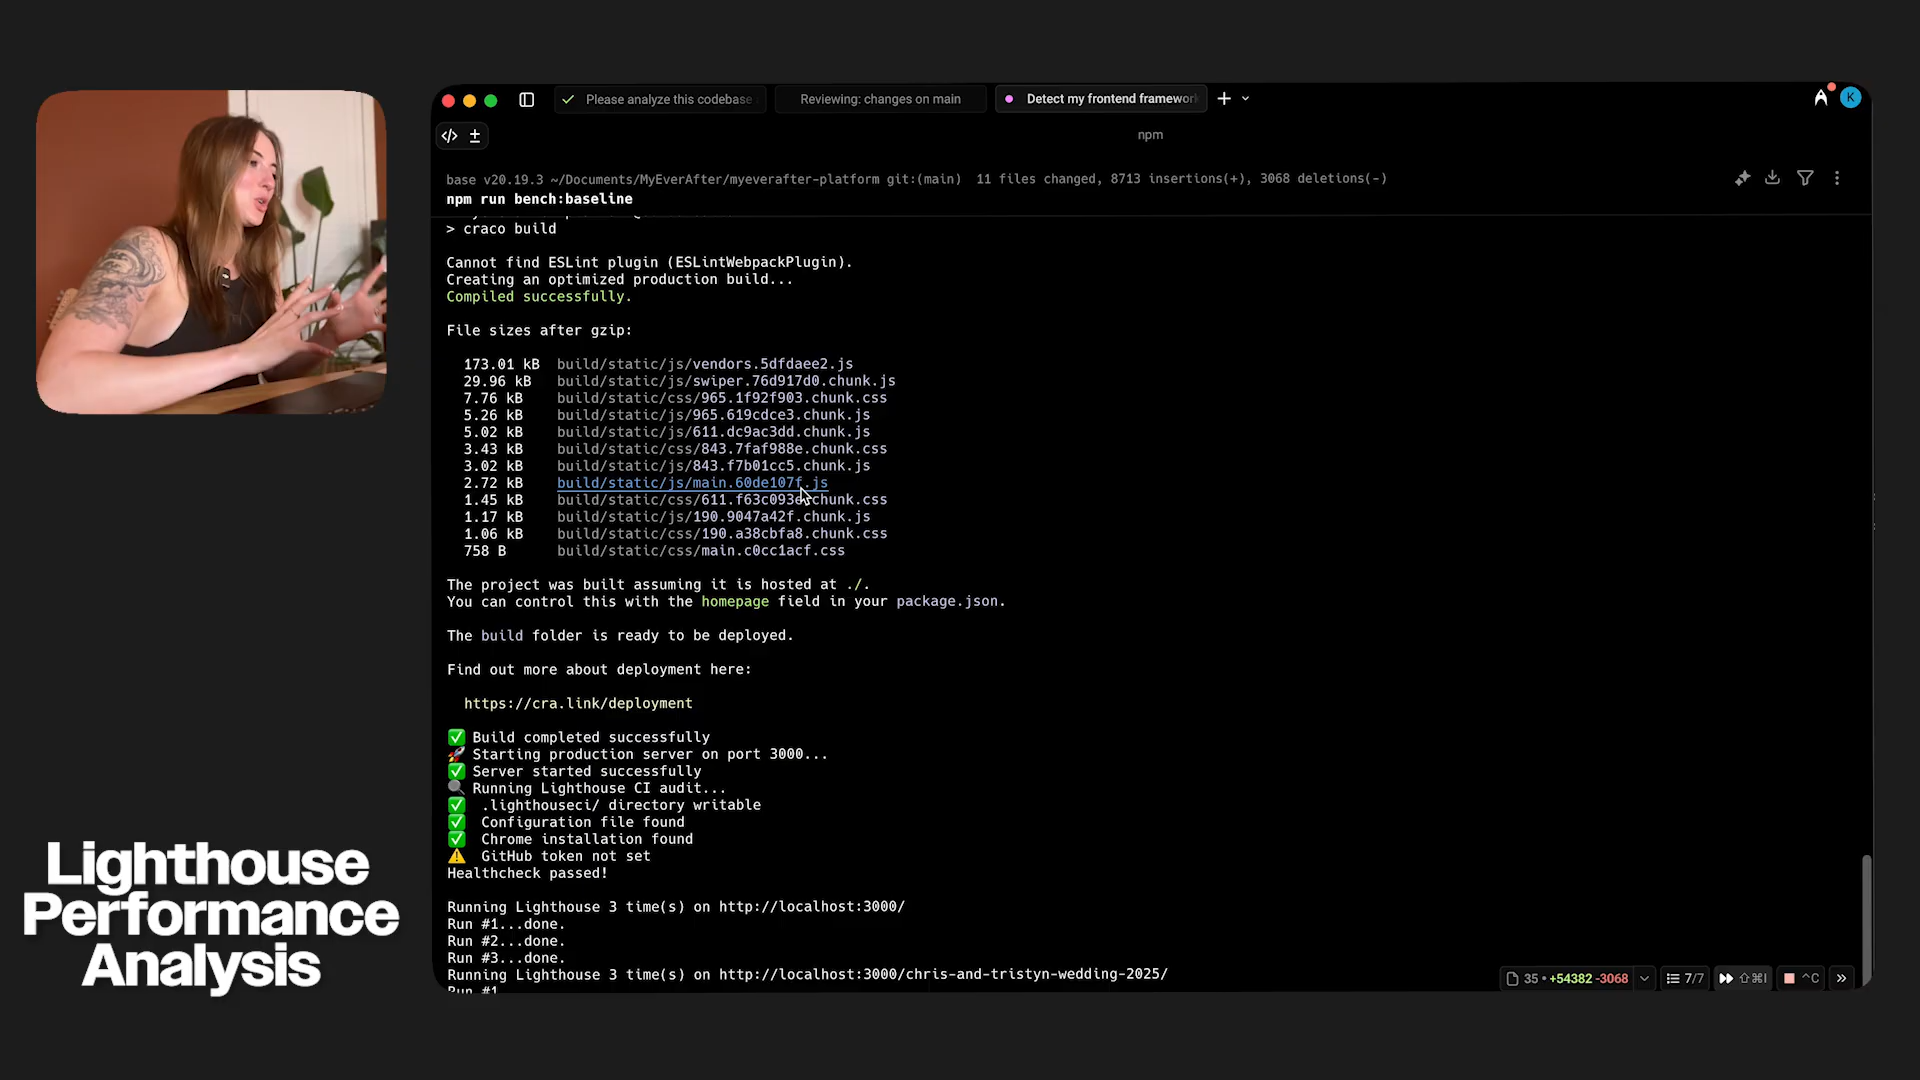 Please analyze this codebase
Reviewing: changes on main
Detect my frontend framewor
K
npm
base v20.19.3 ~/Documents/MyEverAfter/myeverafter-platform git:(main) 11 files changed, 8713 insertions(+), 3068 deletions(-)
npm run bench:baseline
> craco build
Cannot find ESLint plugin (ESLintWebpackPlugin).
Creating an optimized production build...
Compiled successfully.
File sizes after gzip:
173.01 kB build/static/js/vendors.5dfdaee2.js
29.96 kB build/static/js/swiper.76d917d0.chunk.js
7.76 kB build/static/css/965.1f92f903.chunk.css
5.26 kB build/static/js/965.619cdce3.chunk.js
5.02 kB build/static/js/611.dc9ac3dd.chunk.js
3.43 kB build/static/css/843.7faf988e.chunk.css
3.02 kB build/static/js/843.f7b01cc5.chunk.js
2.72 kB build/static/js/main.60de107f.js
1.45 kB
1.17 kB build/static/js/190.9047a42f.chunk.js
1.06 kB build/static/css/190.a38cbfa8.chunk.css
758 B build/static/css/main.c0cc1acf.css
The project was built assuming it is hosted at ./.
You can control this with the homepage field in your package.json.
The build folder is ready to be deployed.
Find out more about deployment here:
https://cra.link/deployment
✅ Build completed successfully
🚀 Starting production server on port 3000...
✅ Server started successfully
🔍 Running Lighthouse CI audit...
✅ .lighthouseci/ directory writable
✅ Configuration file found
✅ Chrome installation found
⚠️ GitHub token not set
Healthcheck passed!
Running Lighthouse 3 time(s) on http://localhost:3000/
Run #1...done.
Run #2...done.
Run #3...done.
Running Lighthouse 3 time(s) on http://localhost:3000/chris-and-tristyn-wedding-2025/
Run #1
35 • +54382 -3068
7/7
⇧⌘I
^C
Lighthouse
Performance
Analysis